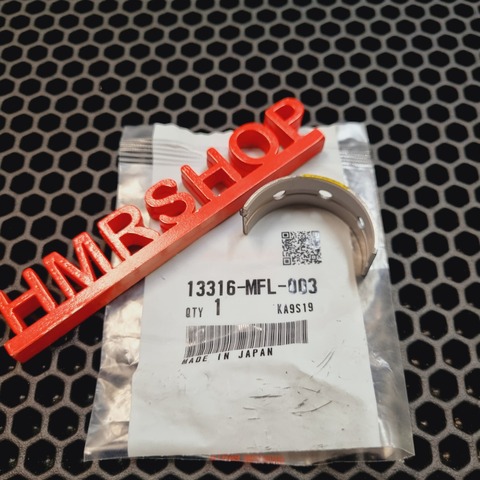 HMRSHOP
13316-MFL-003
QTY 1 KA9S19
MADE IN JAPAN